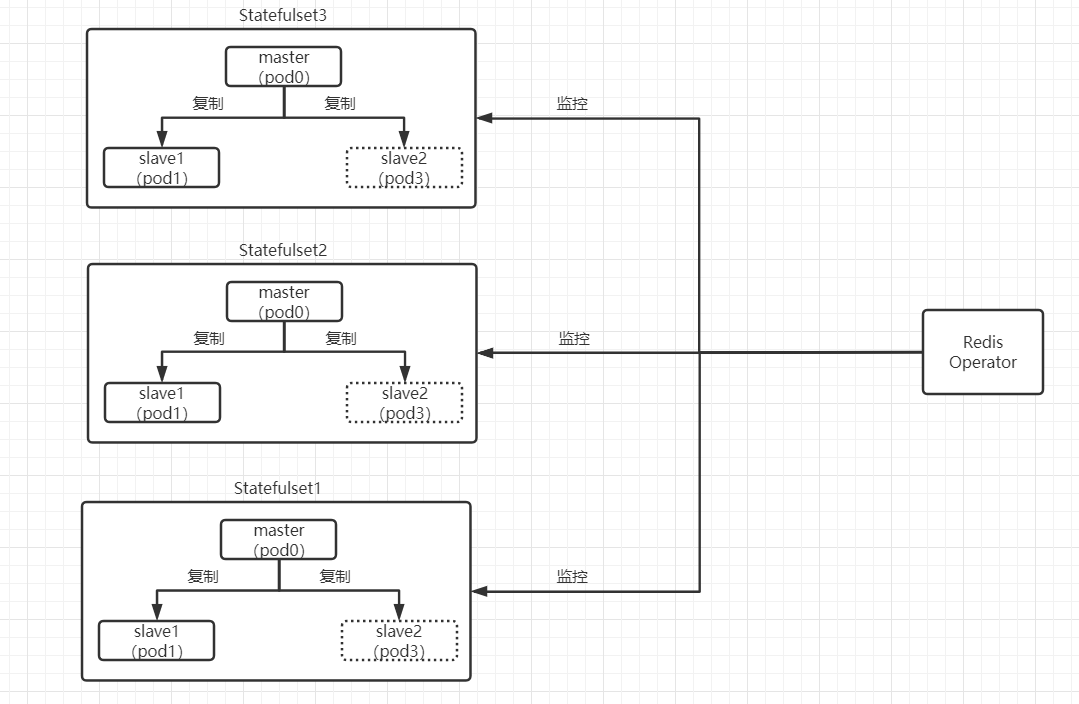 Statefulset3
master
(pod0)
复制
复制
监控
slave1
(pod1)
slave2
(pod3)
Statefulset2
master
(pod0)
复制
复制
监控
slave1
(pod1)
slave2
(pod3)
Redis
Operator
Statefulset1
master
(pod0)
复制
复制
监控
slave1
(pod1)
slave2
(pod3)